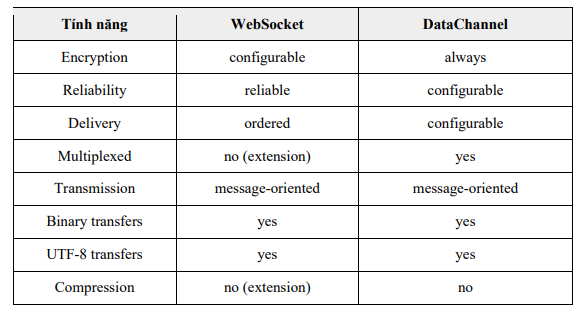 Tính năng WebSocket DataChannel
Encryption configurable always
Reliability reliable configurable
Delivery ordered configurable
Multiplexed no (extension) yes
Transmission message-oriented message-oriented
Binary transfers yes yes
UTF-8 transfers yes yes
Compression no (extension) no